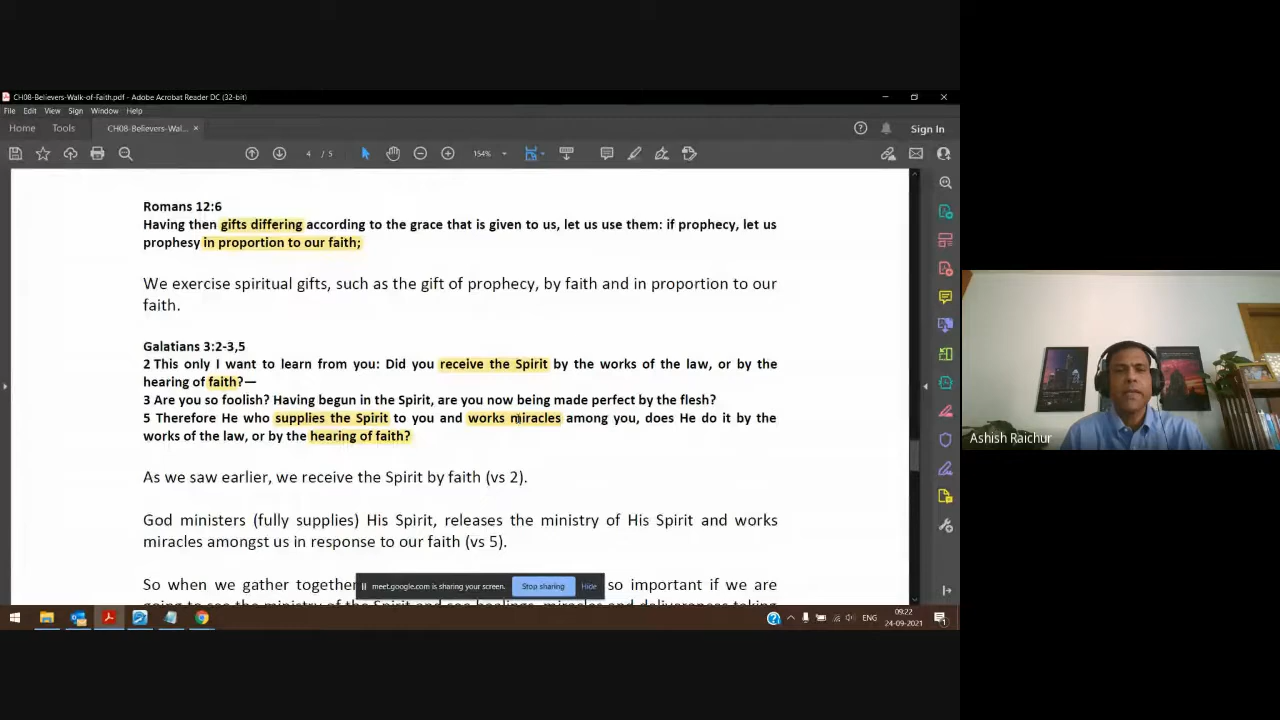 CH08-Believers-Walk-of-Faith.pdf - Adobe Acrobat Reader DC (32-bit)
File Edit View Sign Window Help
Home Tools CH08-Believers-Wal... × Sign In
4 / 5 154%
Romans 12:6
Having then gifts differing according to the grace that is given to us, let us use them: if prophecy, let us
prophesy in proportion to our faith;
We exercise spiritual gifts, such as the gift of prophecy, by faith and in proportion to our
faith.
Galatians 3:2-3,5
2 This only I want to learn from you: Did you receive the Spirit by the works of the law, or by the
hearing of faith?—
3 Are you so foolish? Having begun in the Spirit, are you now being made perfect by the flesh?
5 Therefore He who supplies the Spirit to you and works miracles among you, does He do it by the
works of the law, or by the hearing of faith?
Ashish Raichur
As we saw earlier, we receive the Spirit by faith (vs 2).
God ministers (fully supplies) His Spirit, releases the ministry of His Spirit and works
miracles amongst us in response to our faith (vs 5).
So when we gather together so important if we are
meet.google.com is sharing your screen. Stop sharing Hide
ENG
09:22
24-09-2021